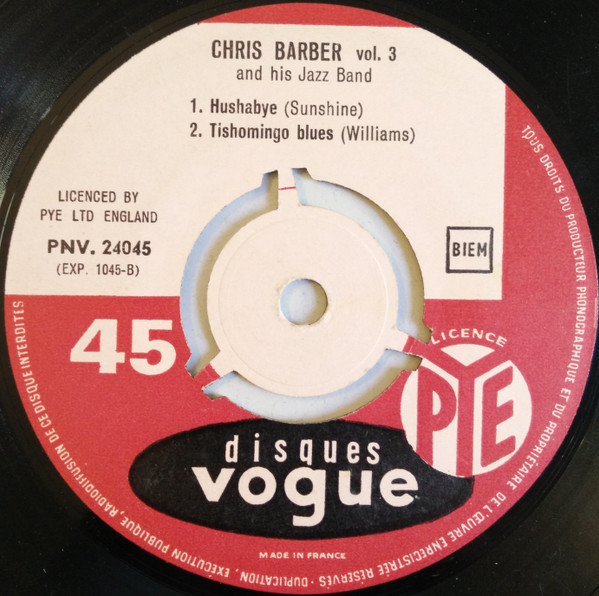 CHRIS BARBER vol. 3
and his Jazz Band
1. Hushabye (Sunshine)
2. Tishomingo blues (Williams)
LICENCED BY
PYE LTD ENGLAND
PNV. 24045
(EXP. 1045-B)
BIEM
45
LICENCE
PYE
disques
vogue
MADE IN FRANCE
TOUS DROITS DU PRODUCTEUR PHONOGRAPHIQUE ET DU PROPRIÉTAIRE DE L'ŒUVRE ENREGISTRÉE RÉSERVÉS - DUPLICATION, EXÉCUTION PUBLIQUE, RADIODIFFUSION DE CE DISQUE INTERDITES